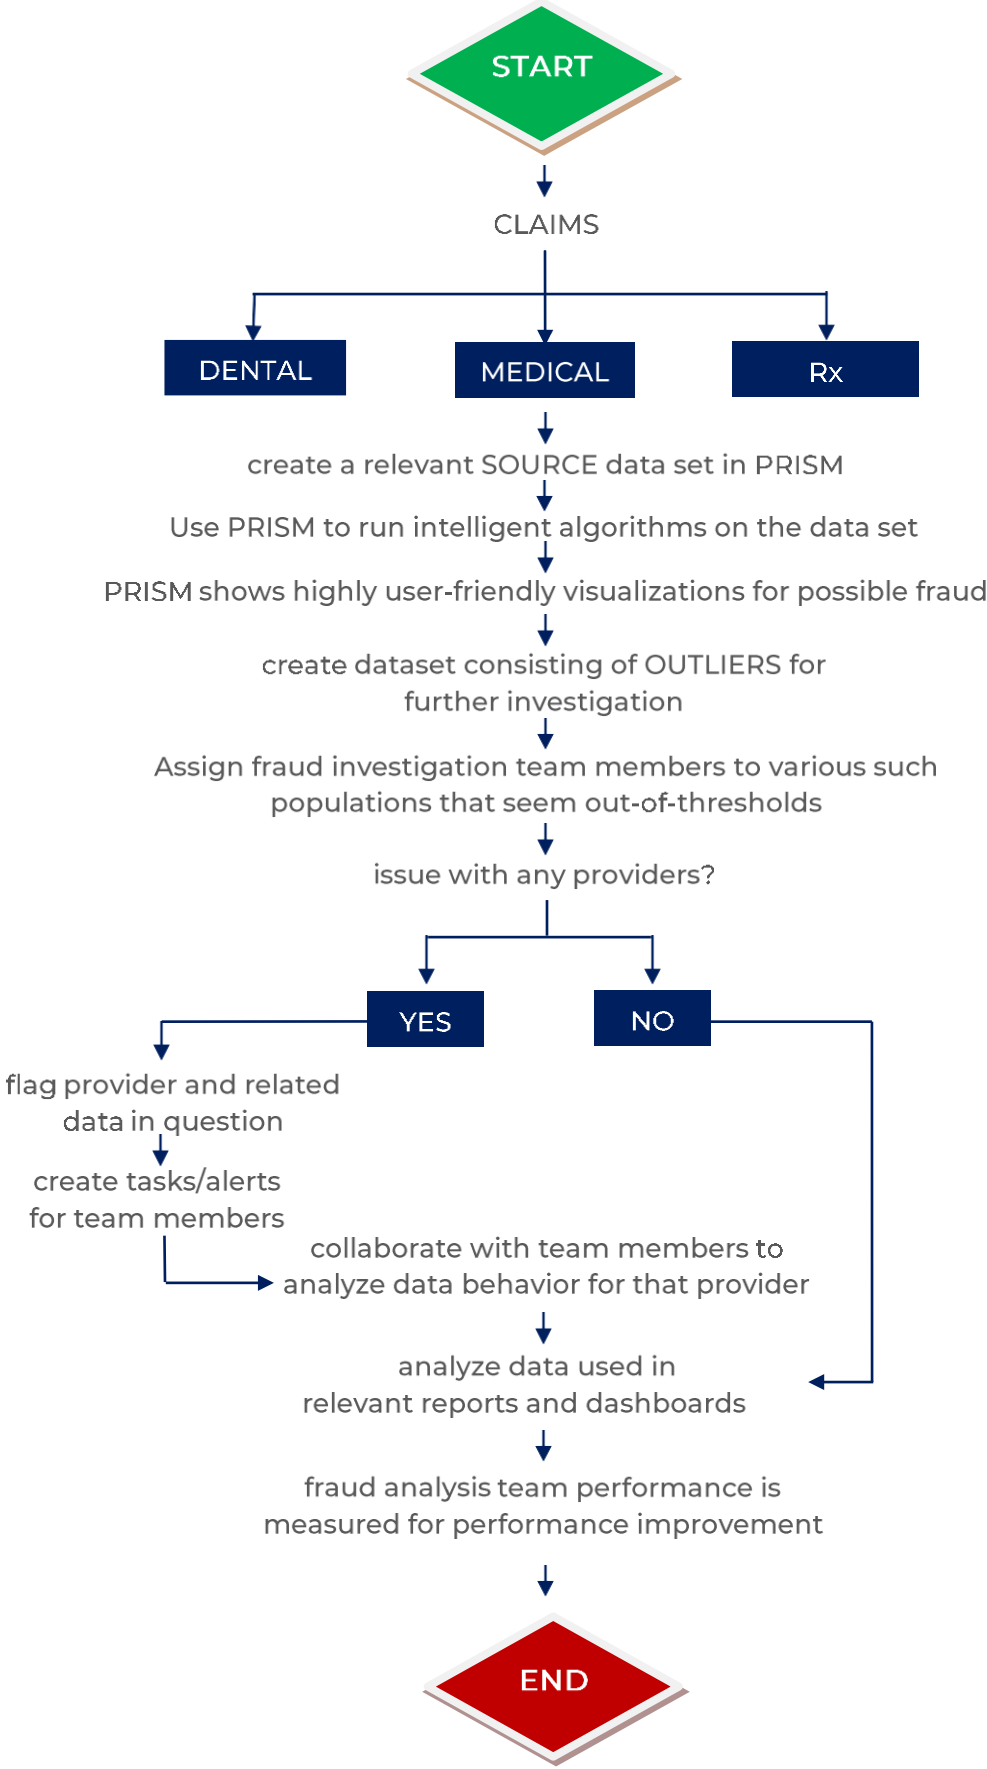 START
CLAIMS
DENTAL
MEDICAL
Rx
create a relevant SOURCE data set in PRISM
Use PRISM to run intelligent algorithms on the data set
PRISM shows highly user-friendly visualizations for possible fraud
create dataset consisting of OUTLIERS for
further investigation
Assign fraud investigation team members to various such
populations that seem out-of-thresholds
issue with any providers?
YES
NO
flag provider and related
data in question
create tasks/alerts
for team members
collaborate with team members to
analyze data behavior for that provider
analyze data used in
relevant reports and dashboards
fraud analysis team performance is
measured for performance improvement
END